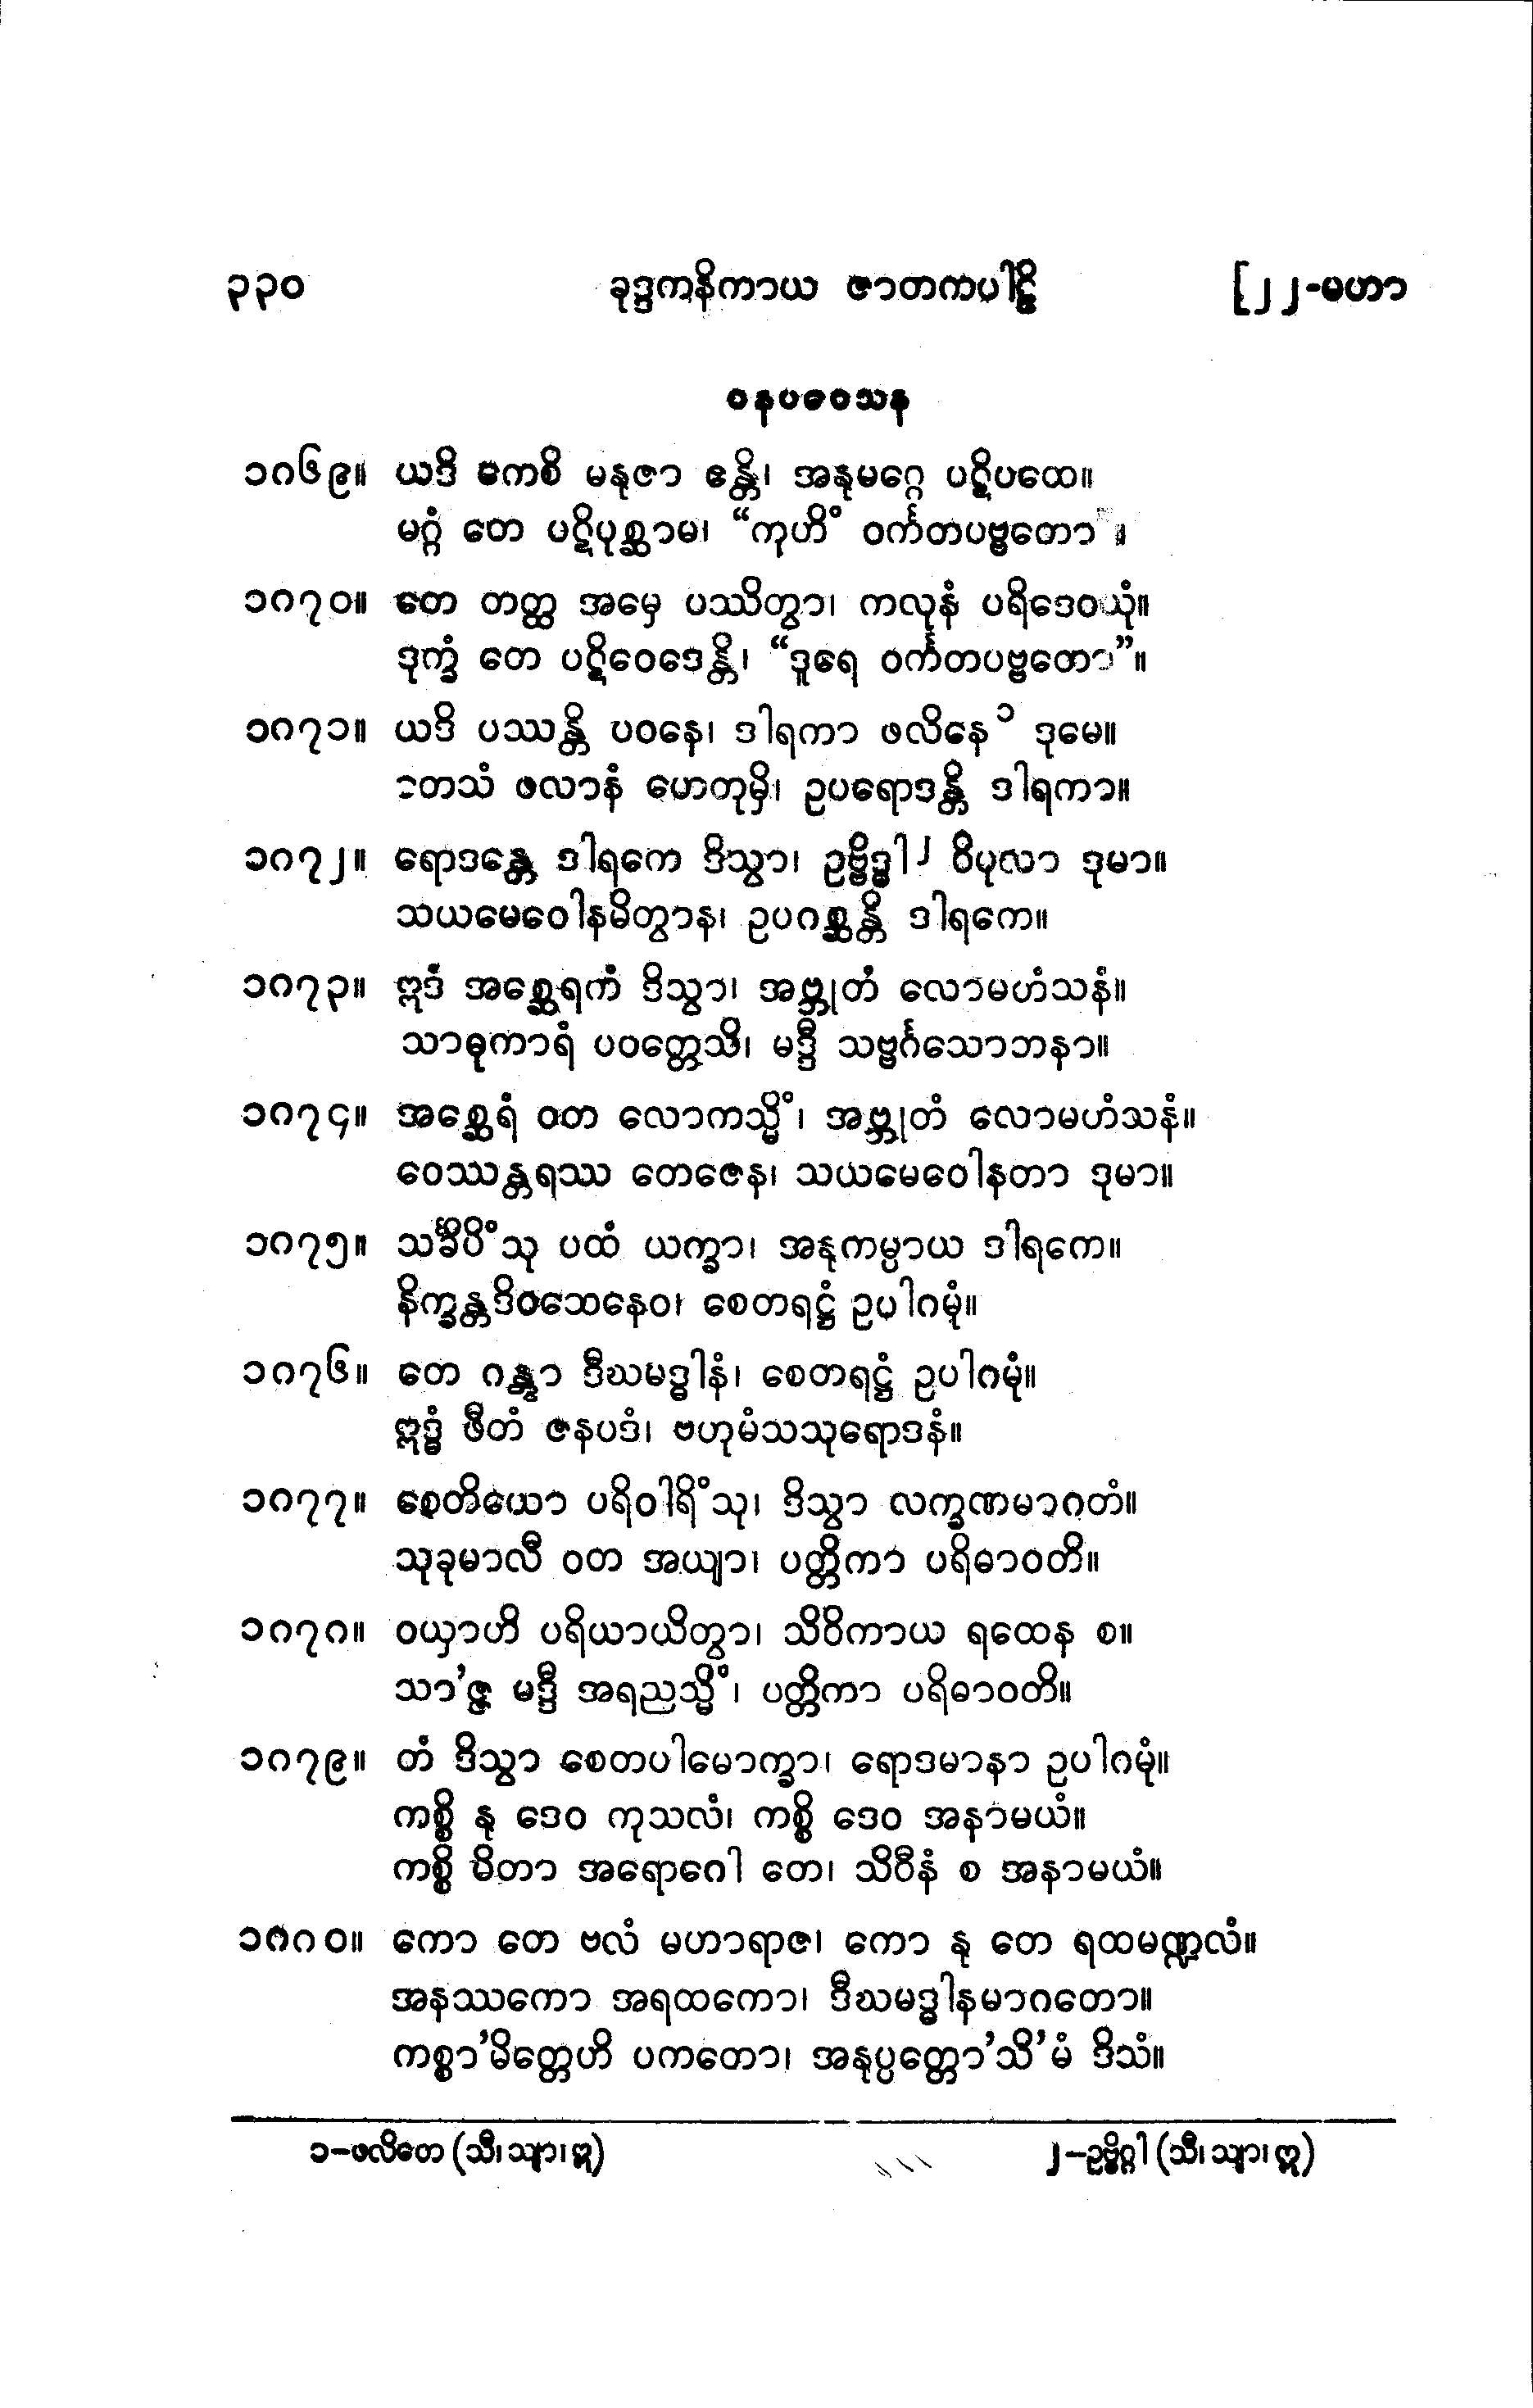 ၃၃၀ ခုဒ္ဒကနိကာယ ဇာတကပါဠိ [၂၂-မဟာ
ဝနပဝေသန
၁၈၆၉။ ယဒိ ကေစိ မနုဇာ ဧန္တိ၊ အနုမဂ္ဂေ ပဋိပထေ။
မဂ္ဂံ တေ ပဋိပုစ္ဆာမ၊ “ကုဟိံ ဝင်္ကတပဗ္ဗတော”။
၁၈၇၀။ တေ တတ္ထ အမှေ ပဿိတွာ၊ ကလုနံ ပရိဒေဝယုံ။
ဒုက္ခံ တေ ပဋိဝေဒေန္တိ၊ “ဒူရေ ဝင်္ကတပဗ္ဗတော”။
၁၈၇၁။ ယဒိ ပဿန္တိ ပဝနေ၊ ဒါရကာ ဖလိနေ ၁ ဒုမေ။
တေသံ ဖလာနံ ဟေတုမှိ၊ ဥပရောဒန္တိ ဒါရကာ။
၁၈၇၂။ ရောဒန္တေ ဒါရကေ ဒိသွာ၊ ဥဗ္ဗိဒ္ဓါ ၂ ဝိပုလာ ဒုမာ။
သယမေဝေါနမိတွာန၊ ဥပဂစ္ဆန္တိ ဒါရကေ။
၁၈၇၃။ ဣဒံ အစ္ဆေရကံ ဒိသွာ၊ အဗ္ဘုတံ လောမဟံသနံ။
သာဓုကာရံ ပဝတ္တေသိ၊ မဒ္ဒီ သဗ္ဗင်္ဂသောဘနာ။
၁၈၇၄။ အစ္ဆေရံ ဝတ လောကသ္မိံ၊ အဗ္ဘုတံ လောမဟံသနံ။
ဝေဿန္တရဿ တေဇေန၊ သယမေဝေါနတာ ဒုမာ။
၁၈၇၅။ သင်္ခိပိံသု ပထံ ယက္ခာ၊ အနုကမ္ပာယ ဒါရကေ။
နိက္ခန္တဒိဝသေနေဝ၊ စေတရဋ္ဌံ ဥပါဂမုံ။
၁၈၇၆။ တေ ဂန္တွာ ဒီဃမဒ္ဓါနံ၊ စေတရဋ္ဌံ ဥပါဂမုံ။
ဣဒ္ဓံ ဖီတံ ဇနပဒံ၊ ဗဟုမံသသုရောဒနံ။
၁၈၇၇။ စေတိယော ပရိဝါရိံသု၊ ဒိသွာ လက္ခဏမာဂတံ။
သုခုမာလီ ဝတ အယျာ၊ ပတ္တိကာ ပရိဓာဝတိ။
၁၈၇၈။ ဝယှာဟိ ပရိယာယိတွာ၊ သိဝိကာယ ရထေန စ။
သာ’ဇ္ဇ မဒ္ဒီ အရညသ္မိံ၊ ပတ္တိကာ ပရိဓာဝတိ။
၁၈၇၉။ တံ ဒိသွာ စေတပါမောက္ခာ၊ ရောဒမာနာ ဥပါဂမုံ။
ကစ္စိ နု ဒေဝ ကုသလံ၊ ကစ္စိ ဒေဝ အနာမယံ။
ကစ္စိ ပိတာ အရောဂေါ တေ၊ သိဝီနံ စ အနာမယံ။
၁၈၈၀။ ကော တေ ဗလံ မဟာရာဇ၊ ကော နု တေ ရထမဏ္ဍလံ။
အနဿကော အရထကော၊ ဒီဃမဒ္ဓါနမာဂတော။
ကစ္စာ’မိတ္တေဟိ ပကတော၊ အနုပ္ပတ္တော’သိ’မံ ဒိသံ။
၁–ဖလိတေ (သီ၊ သျာ၊ ဣ) ၂–ဥဗ္ဗိဂ္ဂါ (သီ၊ သျာ၊ ဣ)